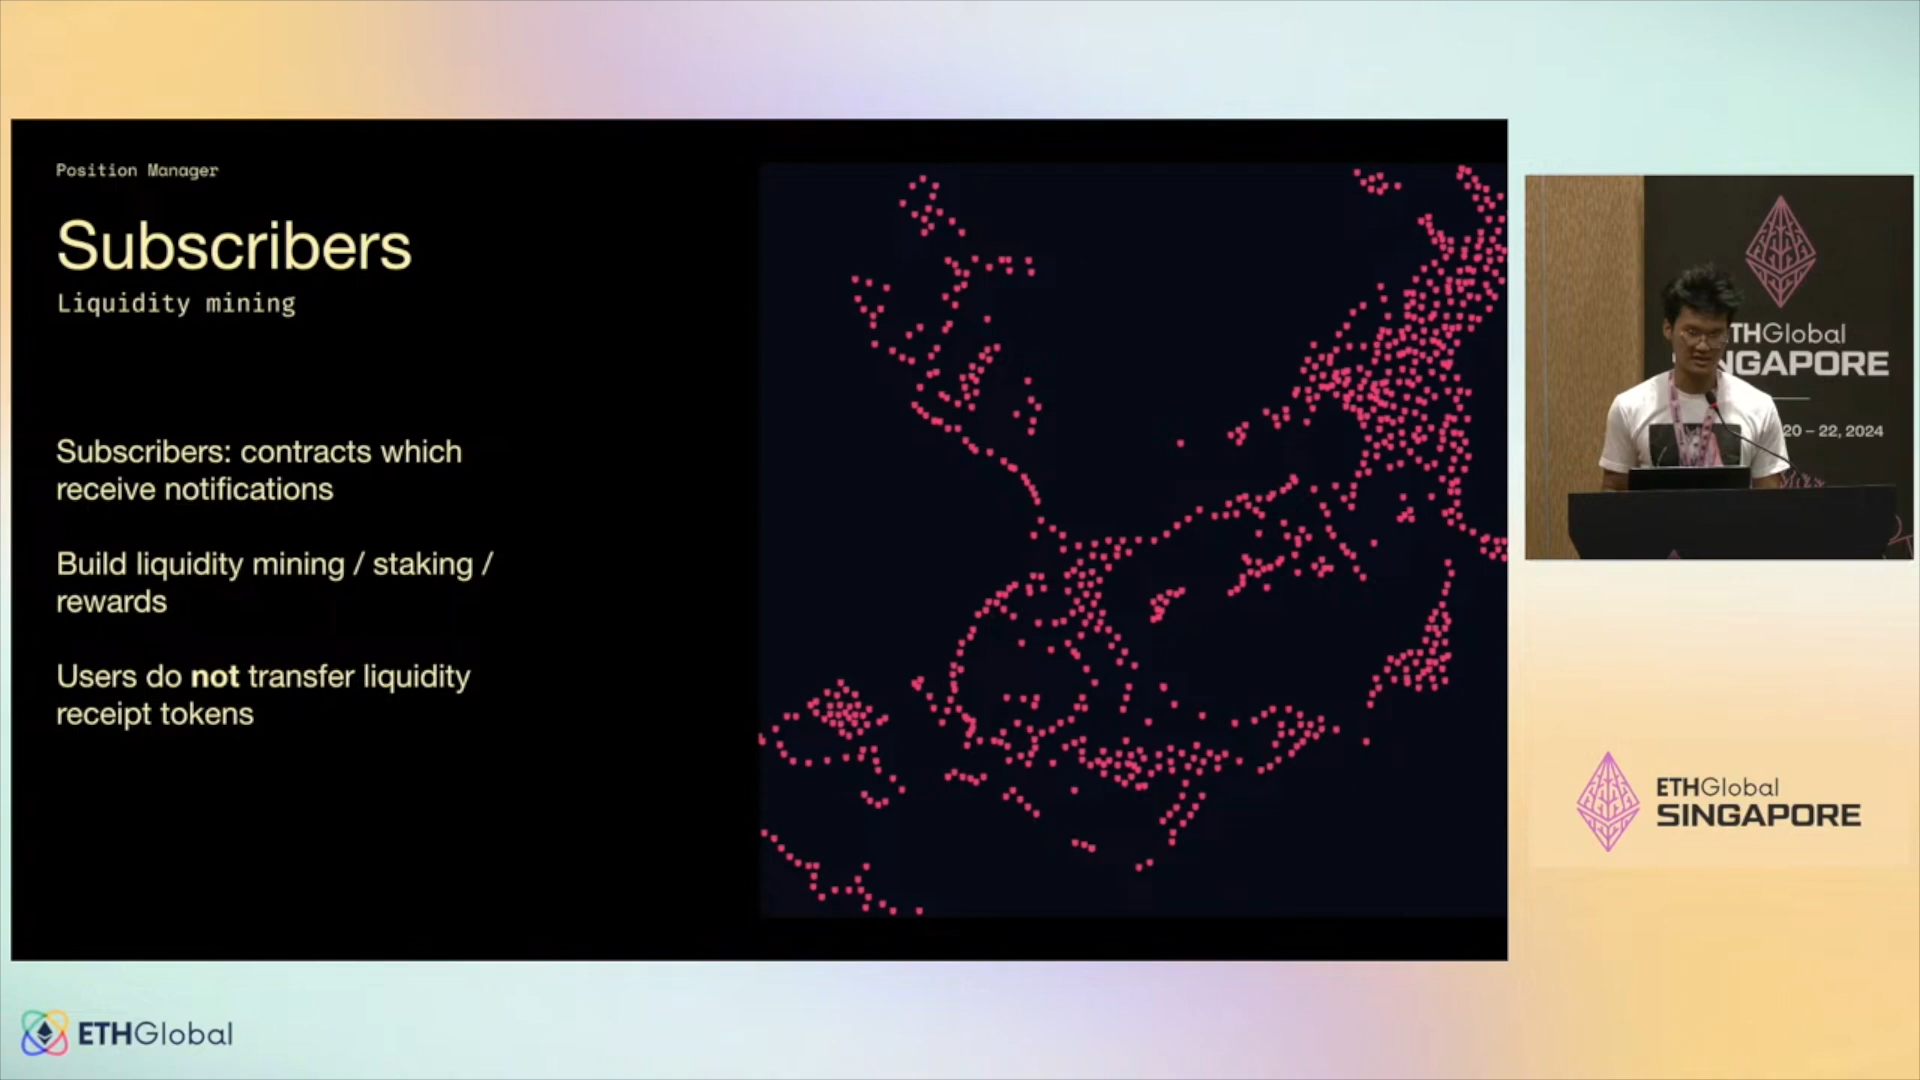 Position Manager
Subscribers
Liquidity mining
Subscribers: contracts which
receive notifications
Build liquidity mining / staking /
rewards
Users do not transfer liquidity
receipt tokens
THGlobal
NGAPORE
20 – 22, 2024
ETHGlobal
SINGAPORE
ETHGlobal